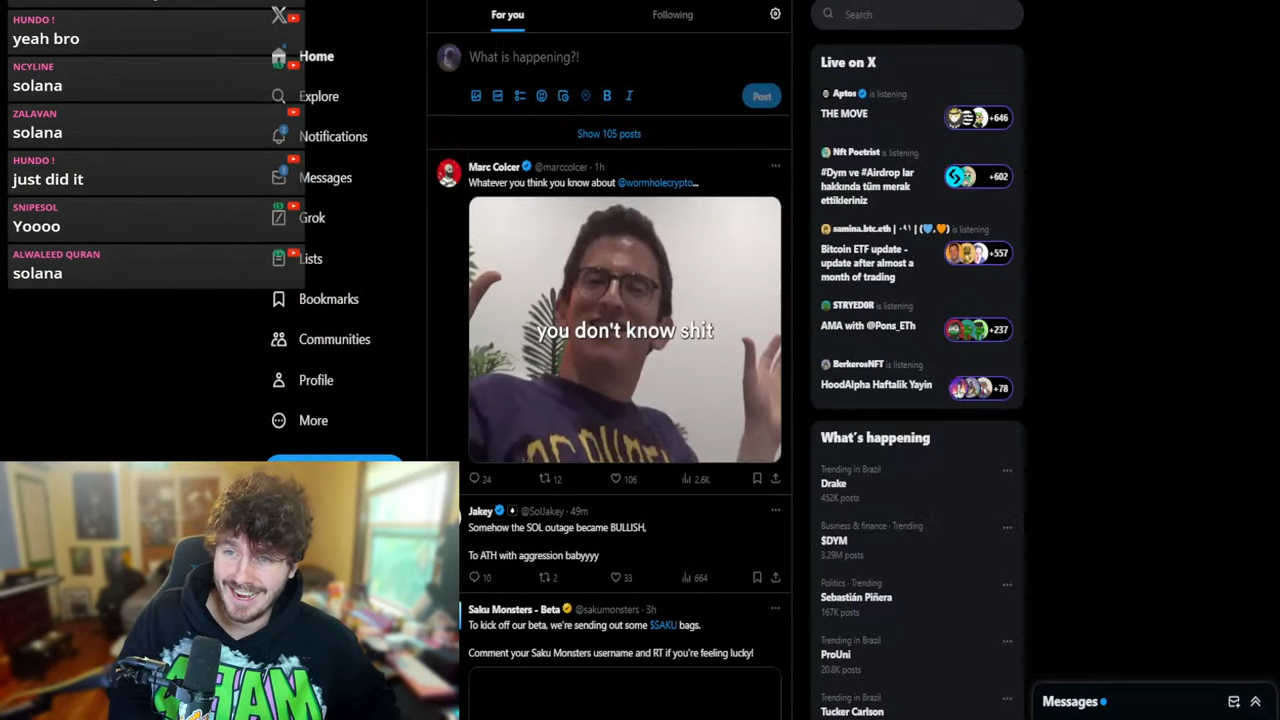 HUNDO !
yeah bro
NCYLINE
solana
ZALAVAN
solana
HUNDO !
just did it
SNIPESOL
Yoooo
ALWALEED QURAN
solana
Home
Explore
Notifications
Messages
Grok
Lists
Bookmarks
Communities
Profile
More
For you
Following
What is happening?!
Post
Show 105 posts
Marc Colcer @marccolcer · 1h
Whatever you think you know about @wormholecrypto...
you don't know shit
24 12 106 2.6K
Jakey @SolJakey · 49m
Somehow the SOL outage became BULLISH,
To ATH with aggression babyyyy
10 2 33 664
Saku Monsters - Beta @sakumonsters · 3h
To kick off our beta, we're sending out some $SAKU bags.
Comment your Saku Monsters username and RT if you're feeling lucky!
Search
Live on X
Aptos is listening
THE MOVE
+646
Nft Poetrist is listening
#Dym ve #Airdrop lar
hakkında tüm merak
ettikleriniz
+602
samina.btc.eth is listening
Bitcoin ETF update -
update after almost a
month of trading
+557
STRYED0R is listening
AMA with @Pons_ETh
+237
BerkerosNFT is listening
HoodAlpha Haftalik Yayin
+78
What's happening
Trending in Brazil
Drake
452K posts
Business & finance · Trending
$DYM
3.29M posts
Politics · Trending
Sebastián Piñera
167K posts
Trending in Brazil
ProUni
20.8K posts
Trending in Brazil
Tucker Carlson
Messages